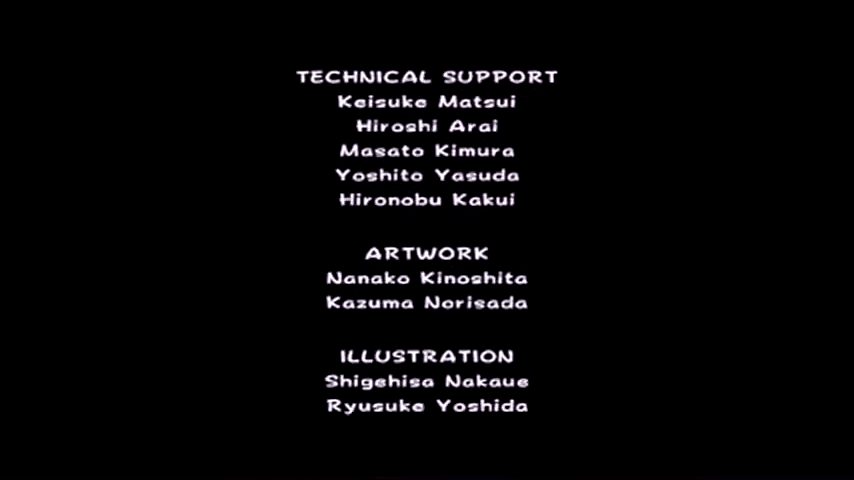 TECHNICAL SUPPORT
Keisuke Matsui
Hiroshi Arai
Masato Kimura
Yoshito Yasuda
Hironobu Kakui
ARTWORK
Nanako Kinoshita
Kazuma Norisada
ILLUSTRATION
Shigehisa Nakaue
Ryusuke Yoshida